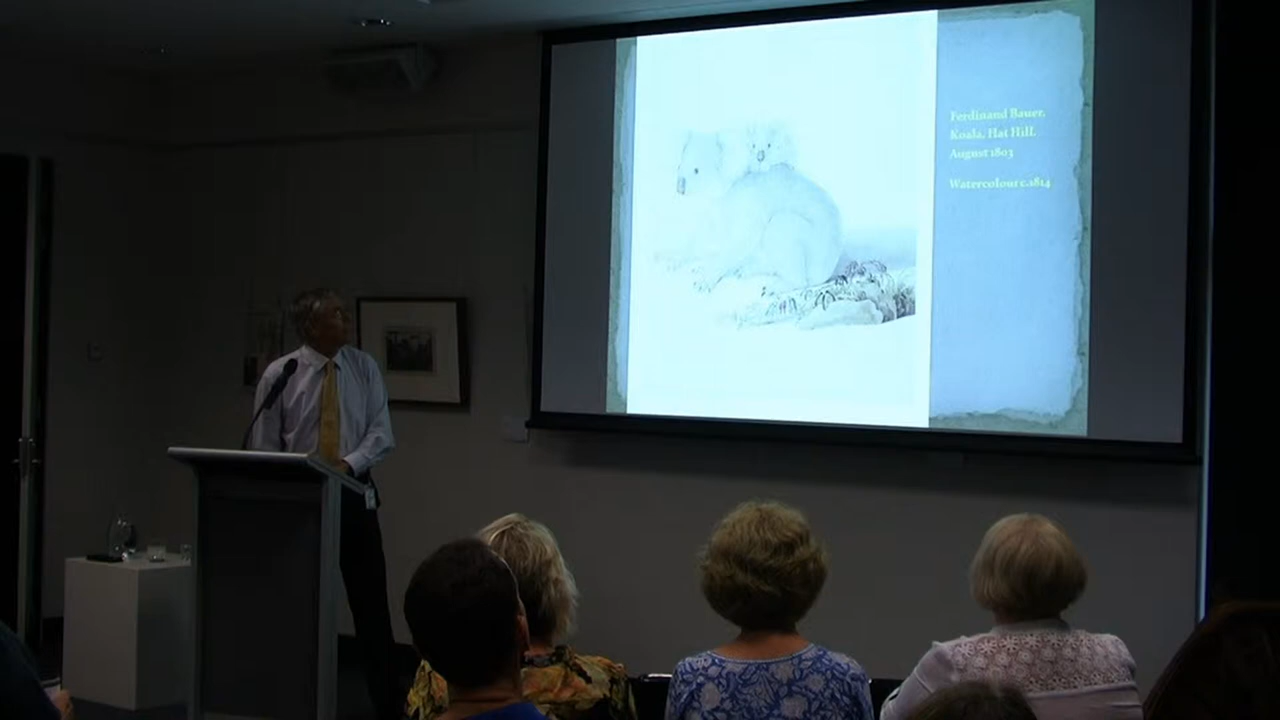 Ferdinand Bauer.
Koala. Hat Hill.
August 1803
Watercolour c.1814